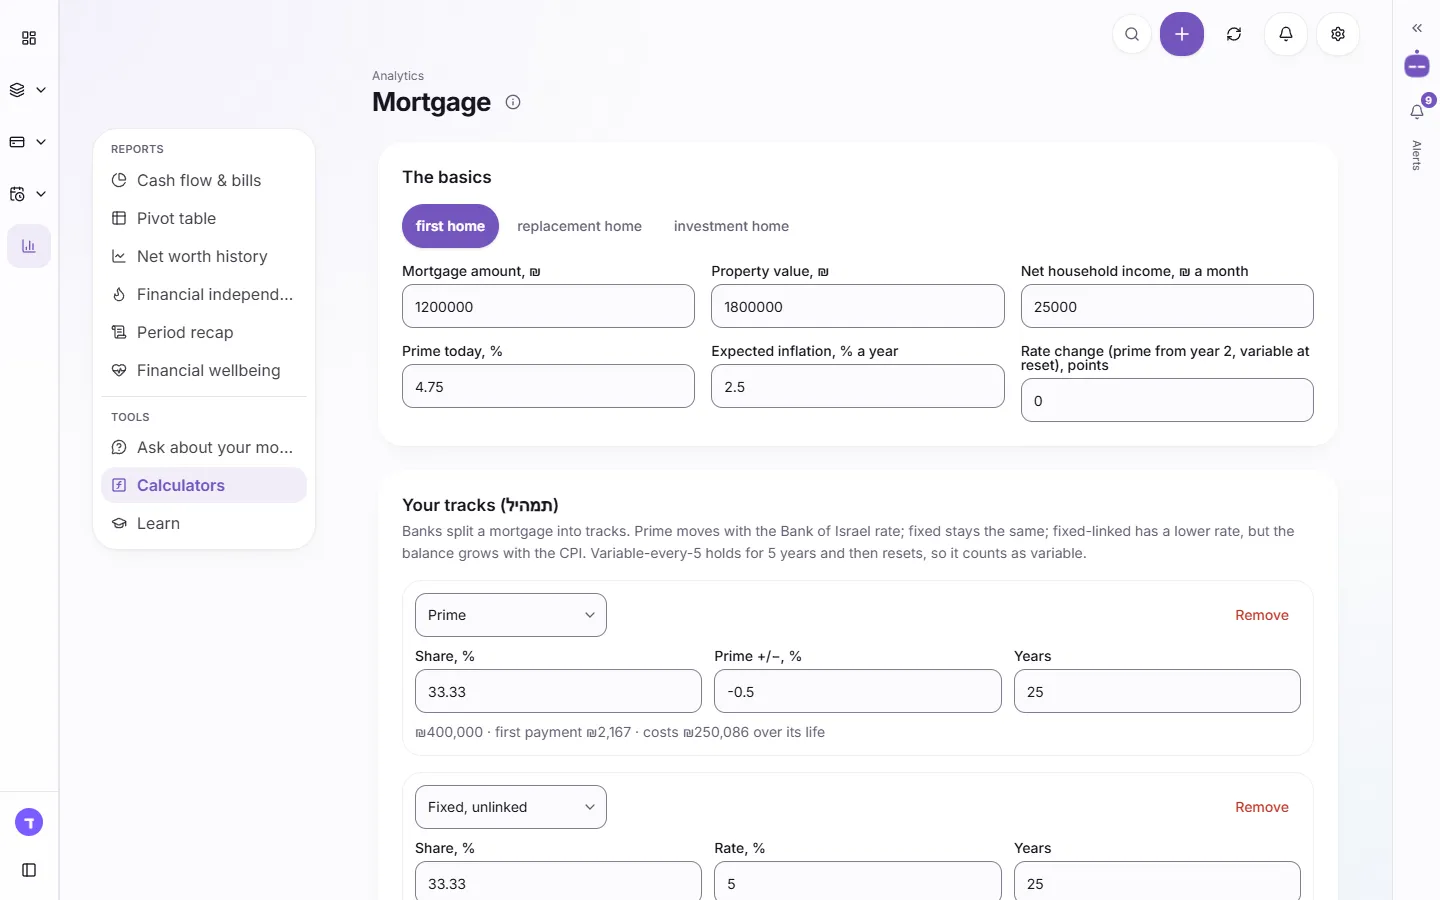 Analytics
Mortgage
9
Alerts
REPORTS
Cash flow & bills
Pivot table
Net worth history
Financial independ...
Period recap
Financial wellbeing
TOOLS
Ask about your mo...
Calculators
Learn
The basics
first home replacement home investment home
Mortgage amount, ₪ Property value, ₪ Net household income, ₪ a month
1200000 1800000 25000
Prime today, % Expected inflation, % a year Rate change (prime from year 2, variable at reset), points
4.75 2.5 0
Your tracks (תמהיל)
Banks split a mortgage into tracks. Prime moves with the Bank of Israel rate; fixed stays the same; fixed-linked has a lower rate, but the
balance grows with the CPI. Variable-every-5 holds for 5 years and then resets, so it counts as variable.
Prime Remove
Share, % Prime +/−, % Years
33.33 -0.5 25
₪400,000 · first payment ₪2,167 · costs ₪250,086 over its life
Fixed, unlinked Remove
Share, % Rate, % Years
33.33 5 25